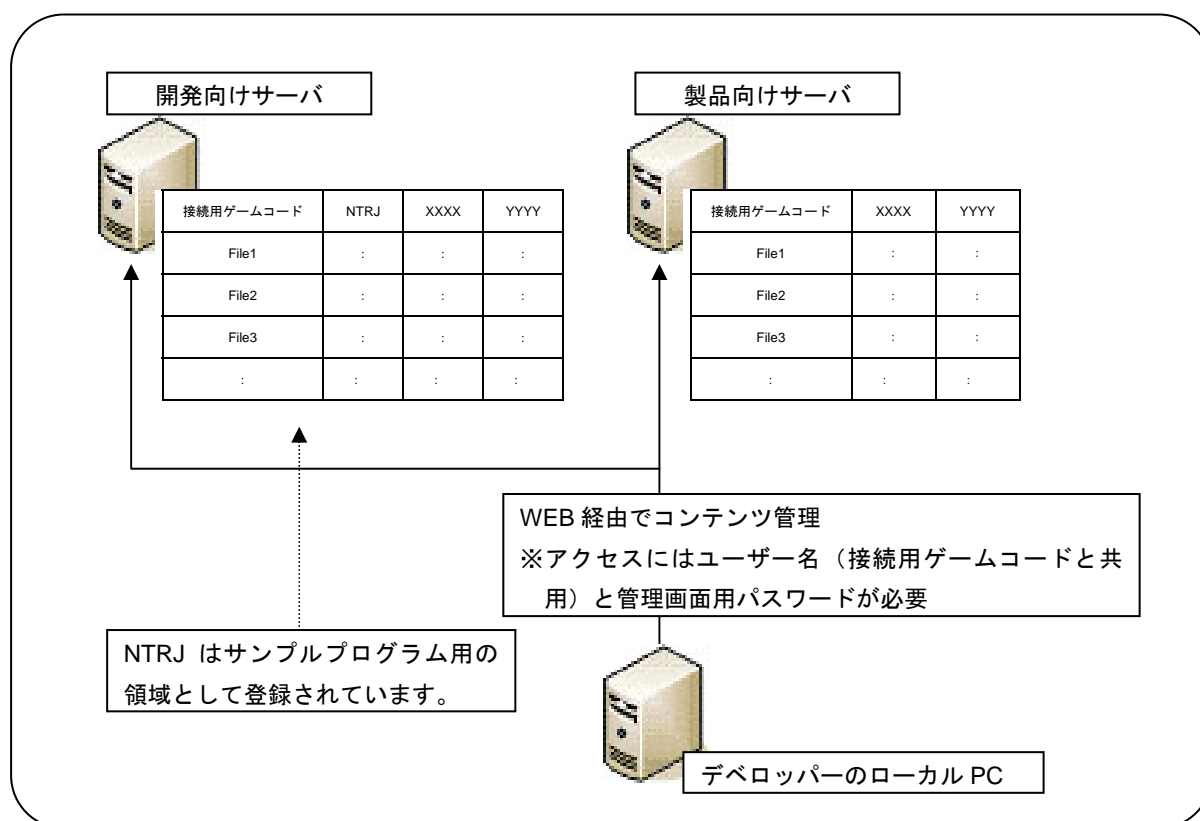 開発向けサーバ
接続用ゲームコード NTRJ XXXX YYYY
File1 : : :
File2 : : :
File3 : : :
: : : :
製品向けサーバ
接続用ゲームコード XXXX YYYY
File1 : :
File2 : :
File3 : :
: : :
WEB 経由でコンテンツ管理
※アクセスにはユーザー名（接続用ゲームコードと共
用）と管理画面用パスワードが必要
NTRJ はサンプルプログラム用の
領域として登録されています。
デベロッパーのローカル PC